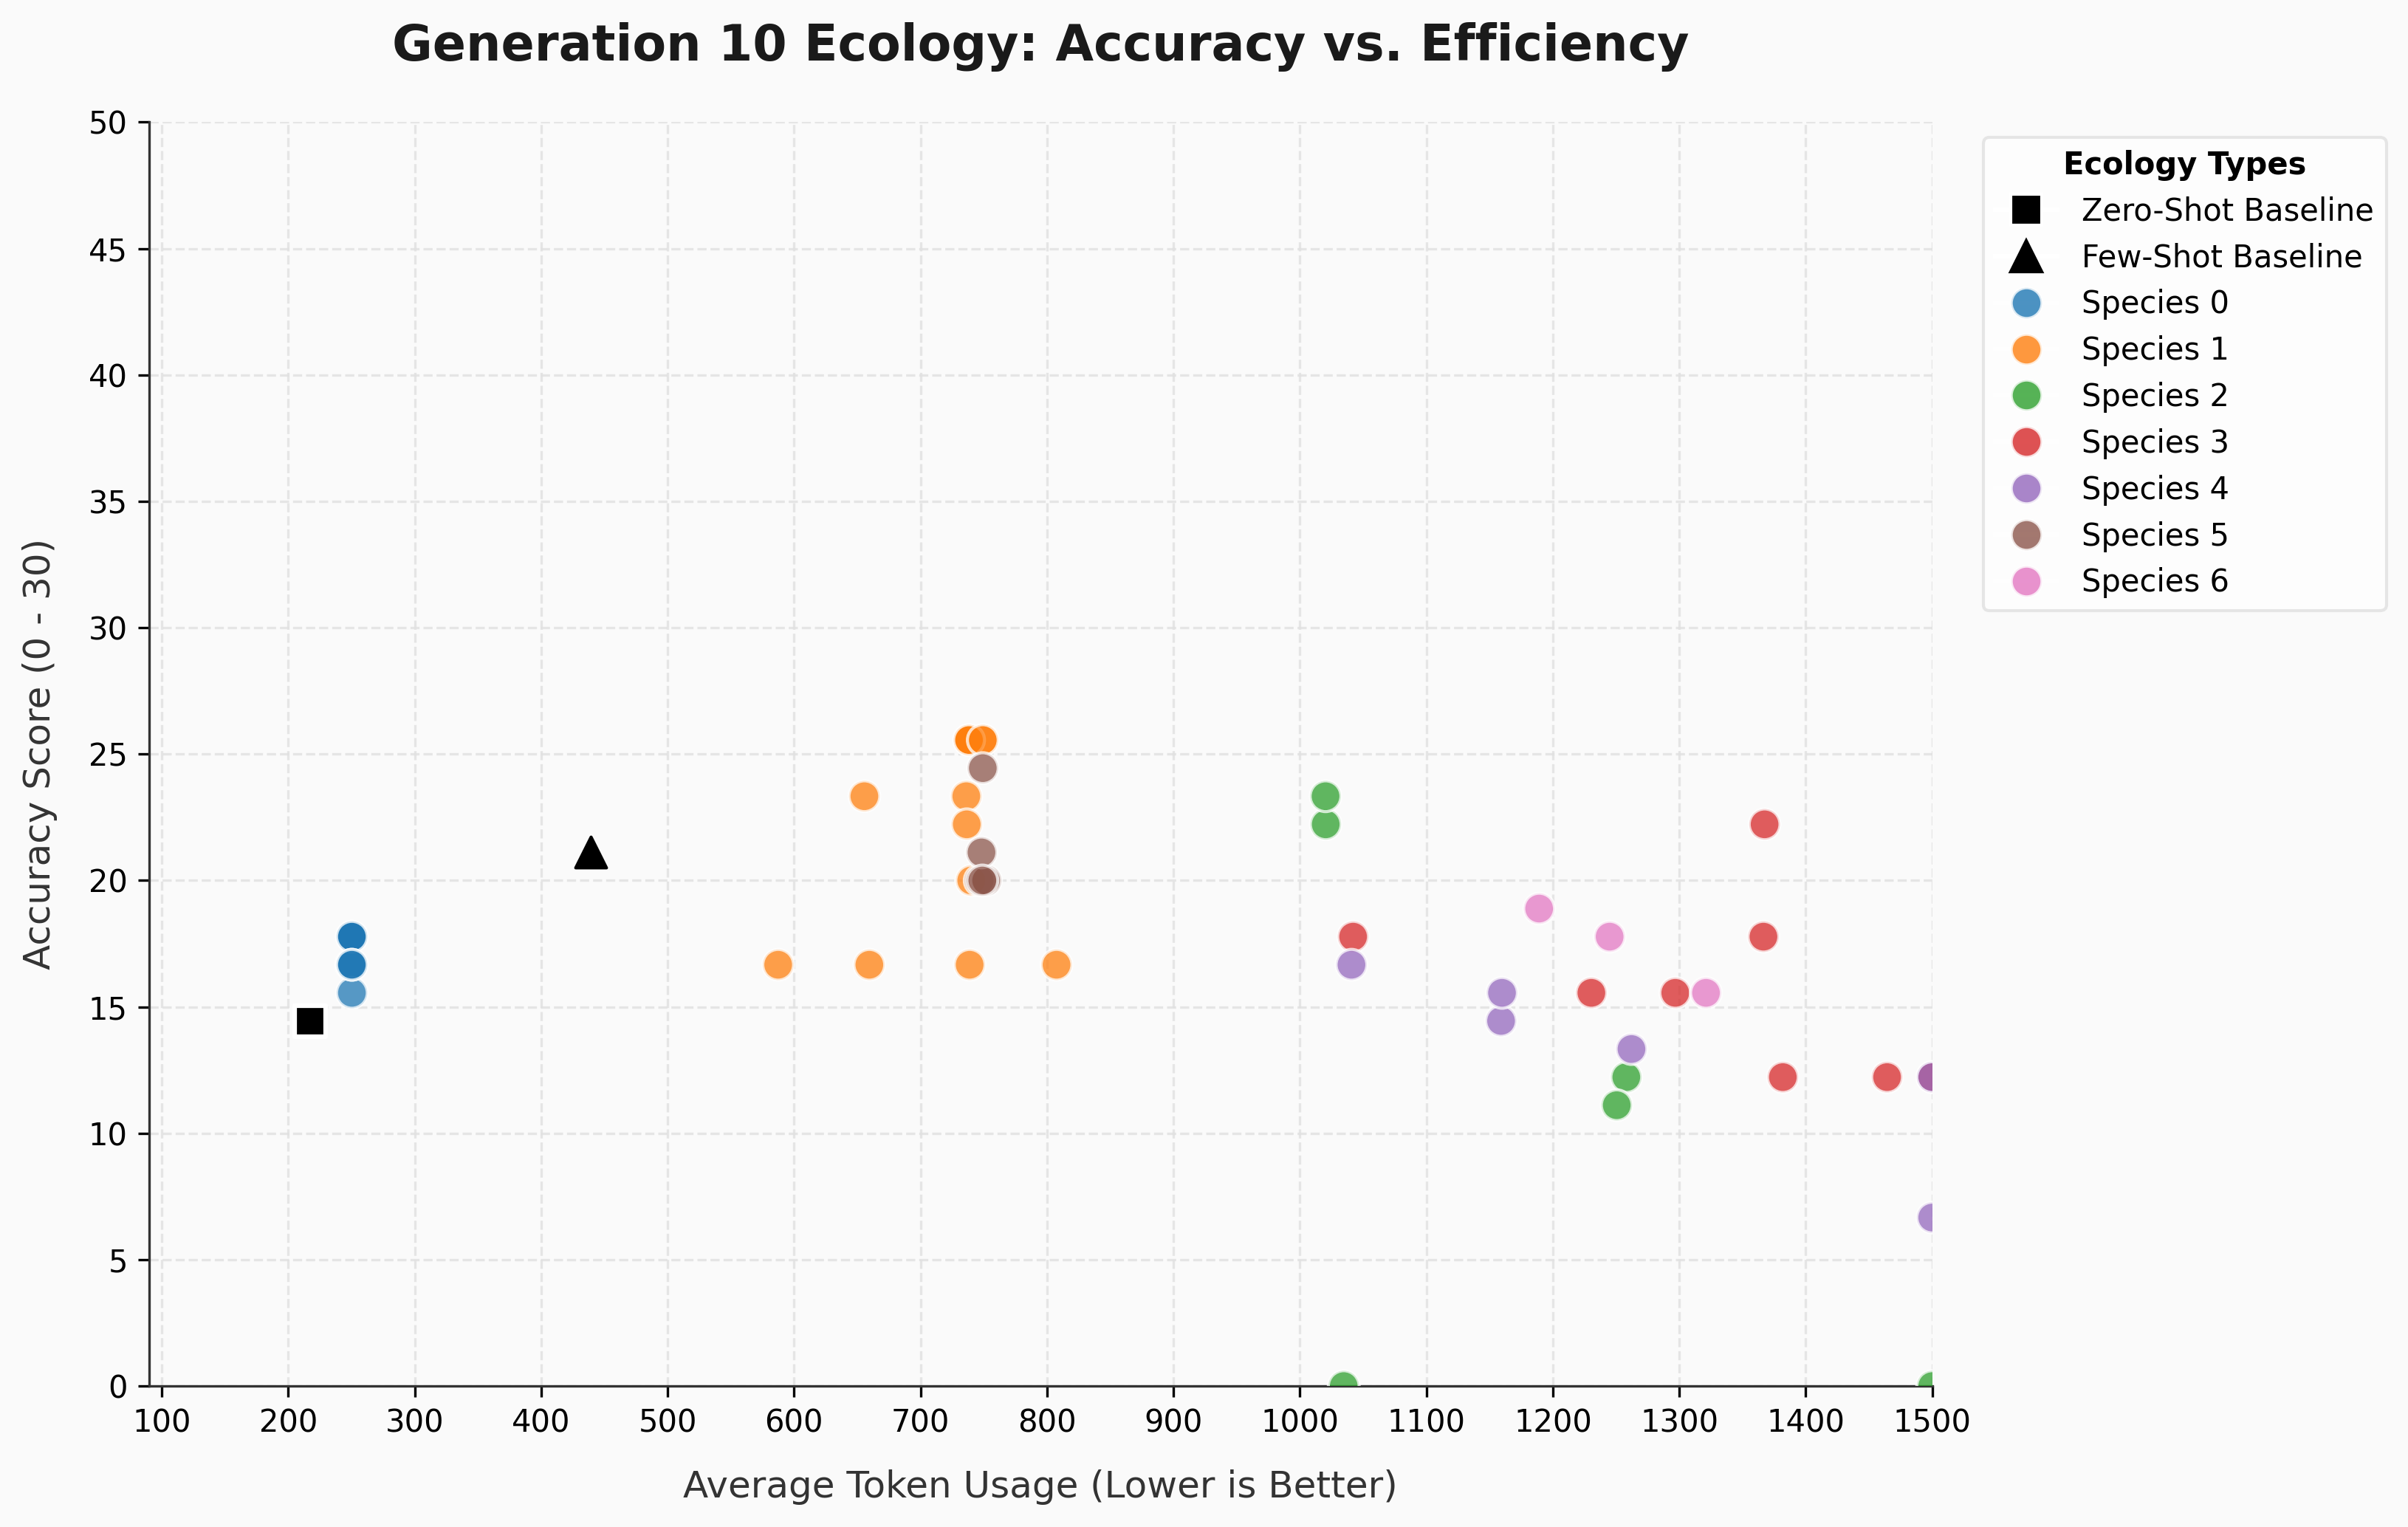 Generation 10 Ecology: Accuracy vs. Efficiency
50
45
40
35
30
25
20
15
10
5
0
Accuracy Score (0 - 30)
100 200 300 400 500 600 700 800 900 1000 1100 1200 1300 1400 1500
Average Token Usage (Lower is Better)
Ecology Types
Zero-Shot Baseline
Few-Shot Baseline
Species 0
Species 1
Species 2
Species 3
Species 4
Species 5
Species 6